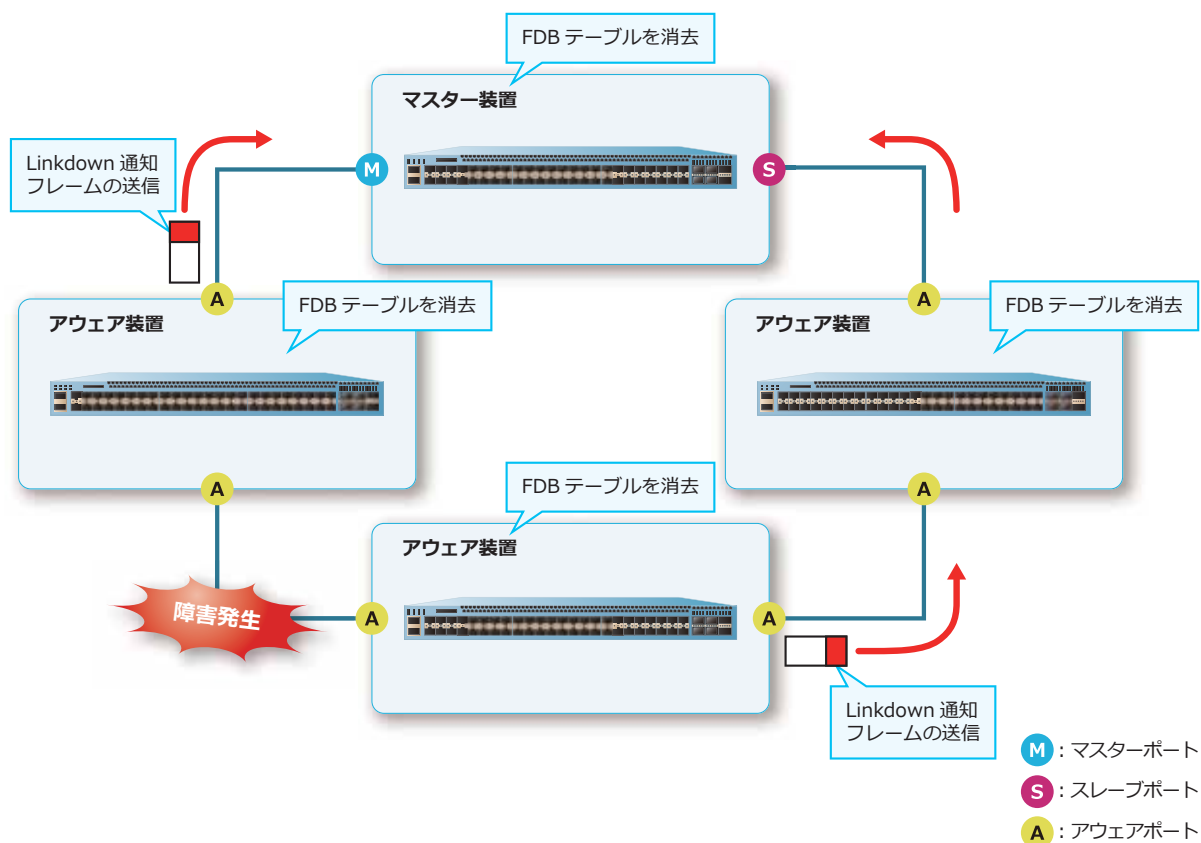 FDB テーブルを消去
マスター装置
Linkdown 通知
フレームの送信
M
S
A
A
FDB テーブルを消去
アウェア装置
FDB テーブルを消去
アウェア装置
A
A
FDB テーブルを消去
アウェア装置
障害発生
A
A
Linkdown 通知
フレームの送信
M : マスターポート
S : スレーブポート
A : アウェアポート